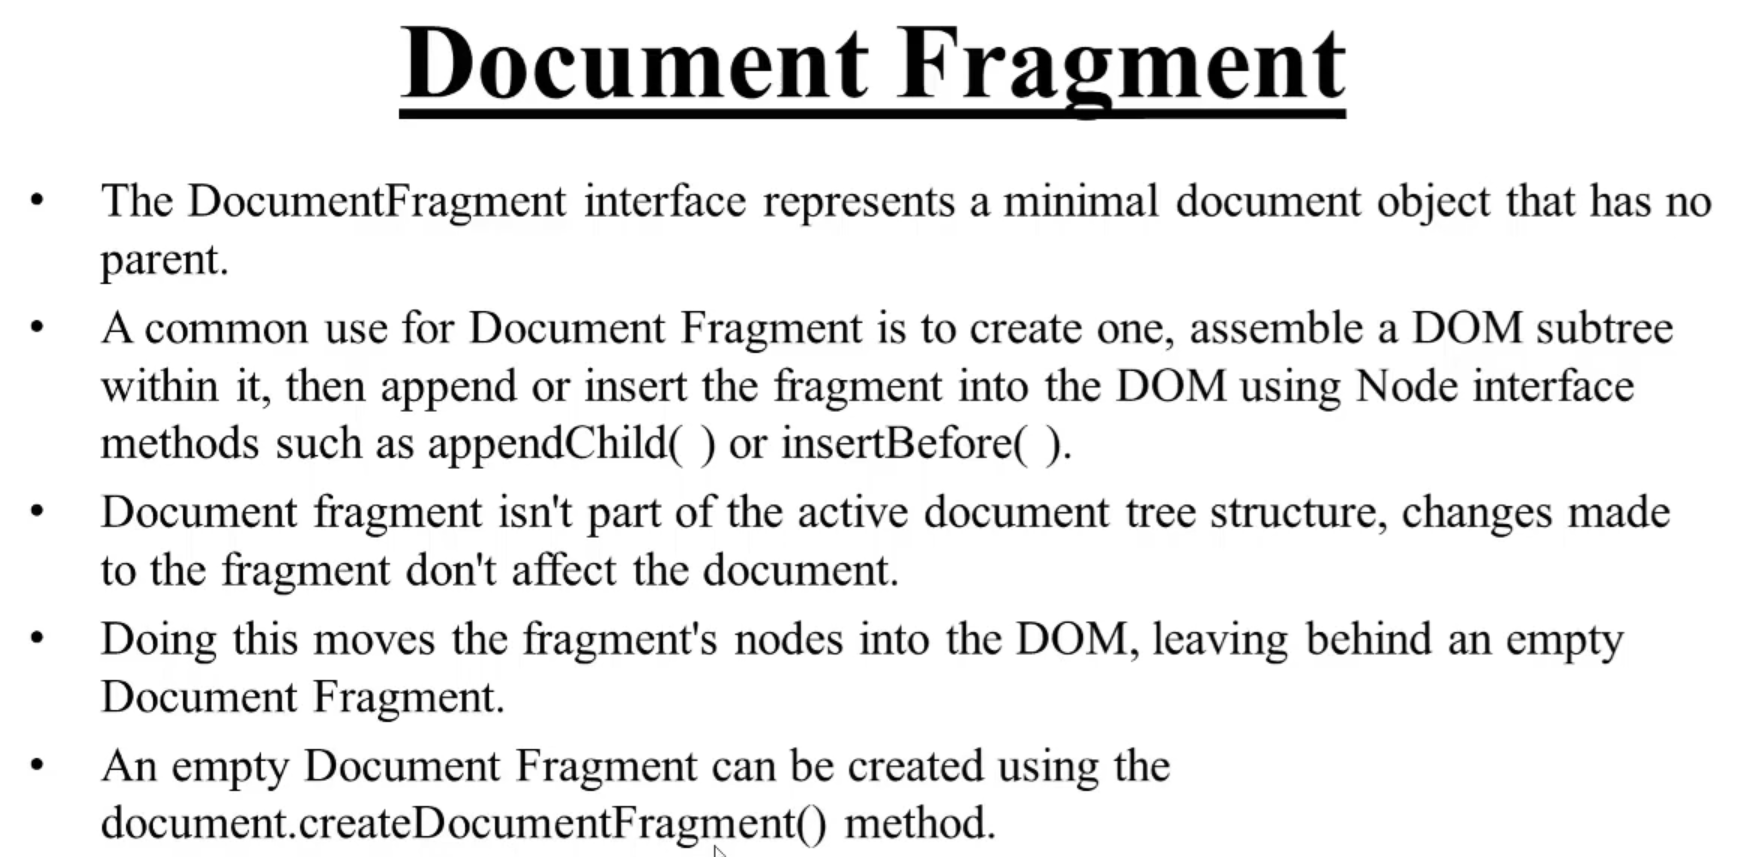 Document Fragment
• The DocumentFragment interface represents a minimal document object that has no
parent.
• A common use for Document Fragment is to create one, assemble a DOM subtree
within it, then append or insert the fragment into the DOM using Node interface
methods such as appendChild( ) or insertBefore( ).
• Document fragment isn't part of the active document tree structure, changes made
to the fragment don't affect the document.
• Doing this moves the fragment's nodes into the DOM, leaving behind an empty
Document Fragment.
• An empty Document Fragment can be created using the
document.createDocumentFragment() method.